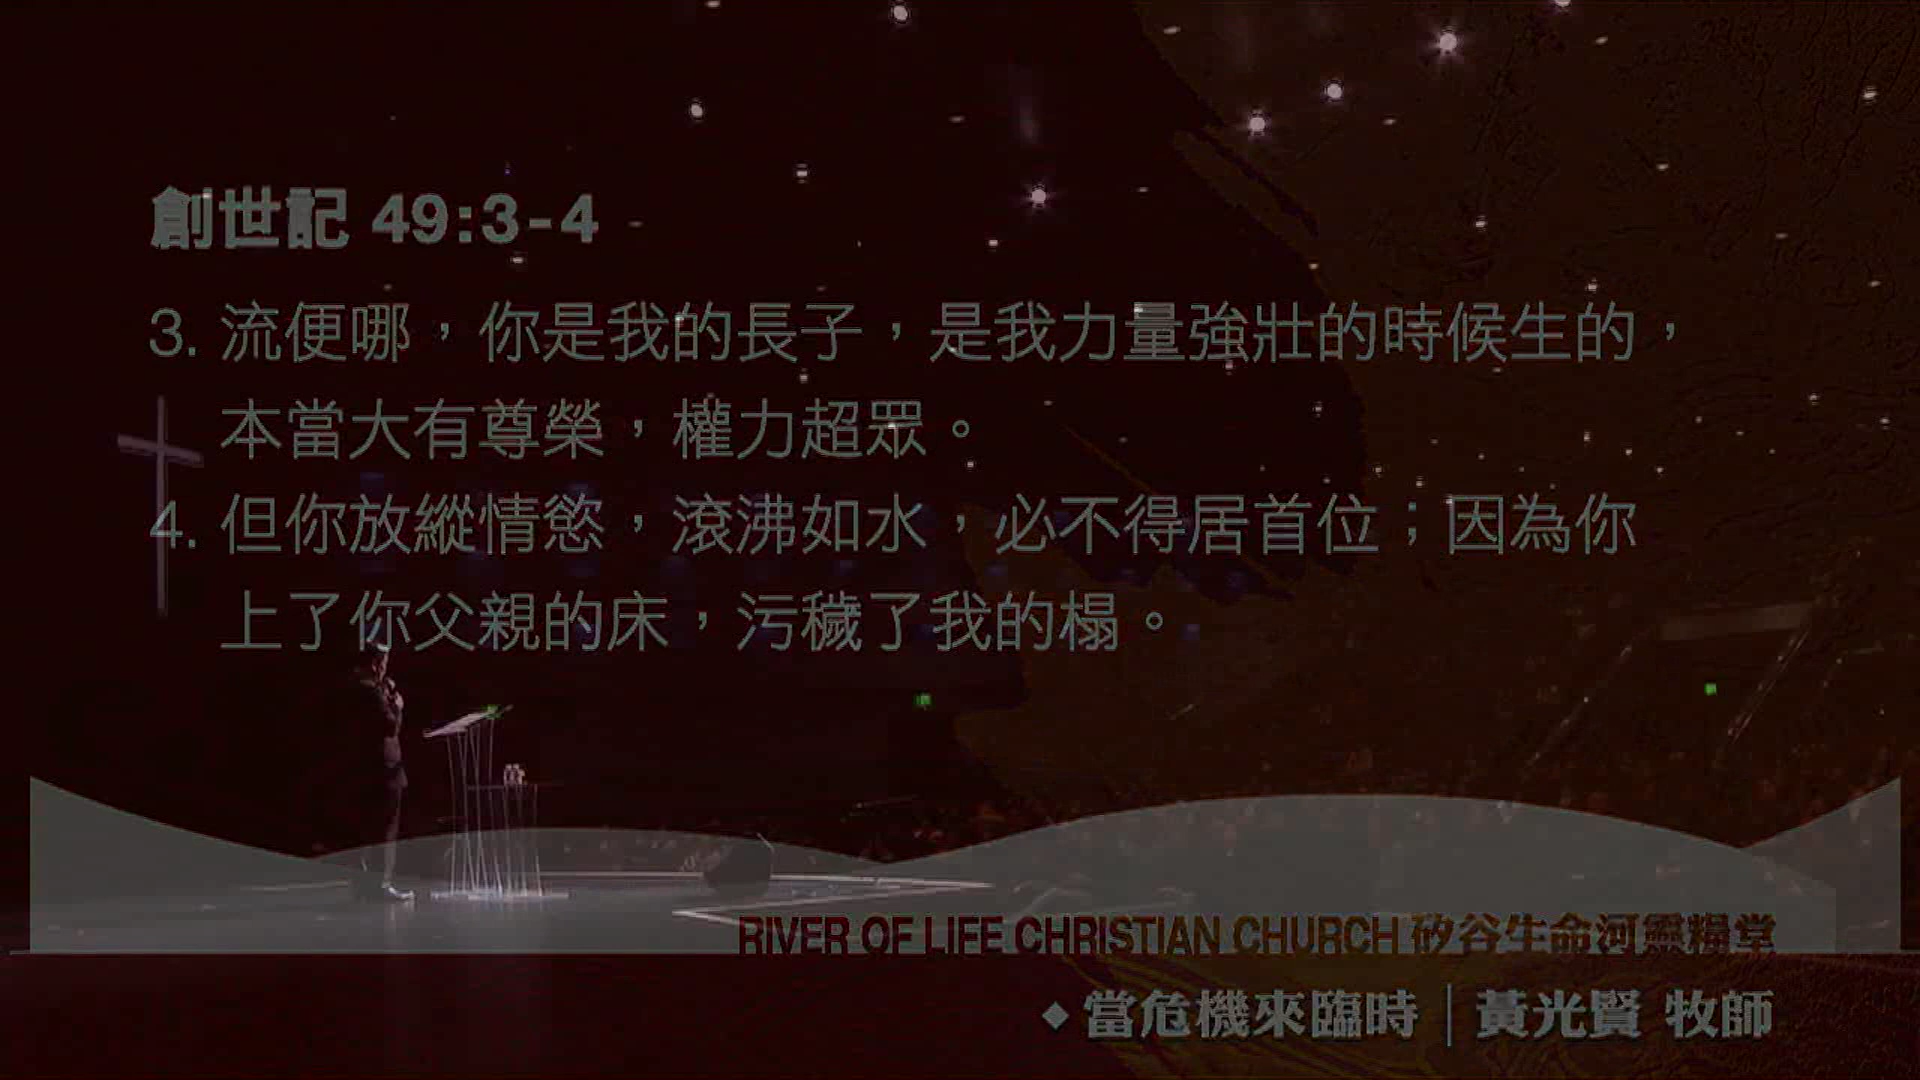 創世記 49:3-4
3. 流便哪，你是我的長子，是我力量強壯的時候生的，
本當大有尊榮，權力超眾。
4. 但你放縱情慾，滾沸如水，必不得居首位；因為你
上了你父親的床，污穢了我的榻。
RIVER OF LIFE CHRISTIAN CHURCH 矽谷生命河靈糧堂
◆ 當危機來臨時｜黃光賢 牧師